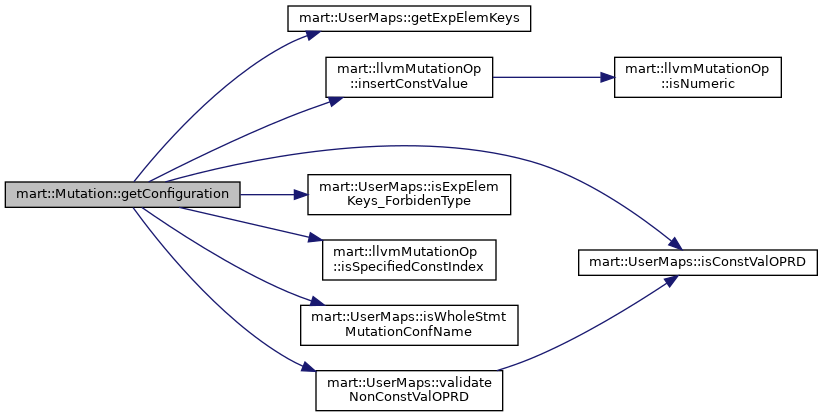 mart::UserMaps::getExpElemKeys
mart::llvmMutationOp
::insertConstValue
mart::llvmMutationOp
::isNumeric
mart::Mutation::getConfiguration
mart::UserMaps::isExpElem
Keys_ForbidenType
mart::llvmMutationOp
::isSpecifiedConstIndex
mart::UserMaps::isConstValOPRD
mart::UserMaps::isWholeStmt
MutationConfName
mart::UserMaps::validate
NonConstValOPRD